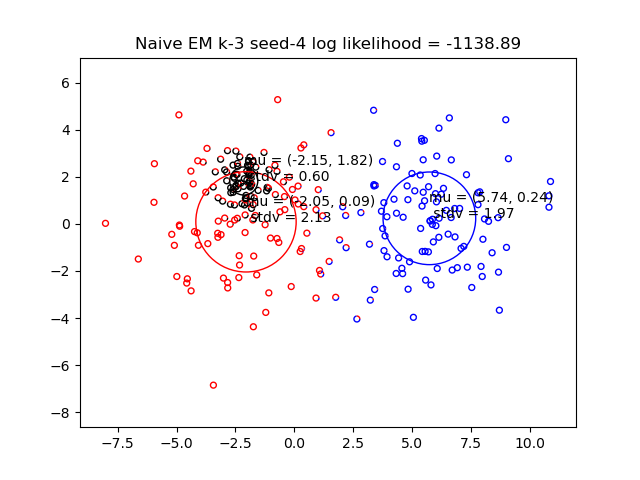 Naive EM k-3 seed-4 log likelihood = -1138.89
6
4
2
0
−2
−4
−6
−8
mu = (-2.15, 1.82)
stdv = 0.60
mu = (-2.05, 0.09)
stdv = 2.13
mu = (5.74, 0.24)
stdv = 1.97
−7.5 −5.0 −2.5 0.0 2.5 5.0 7.5 10.0